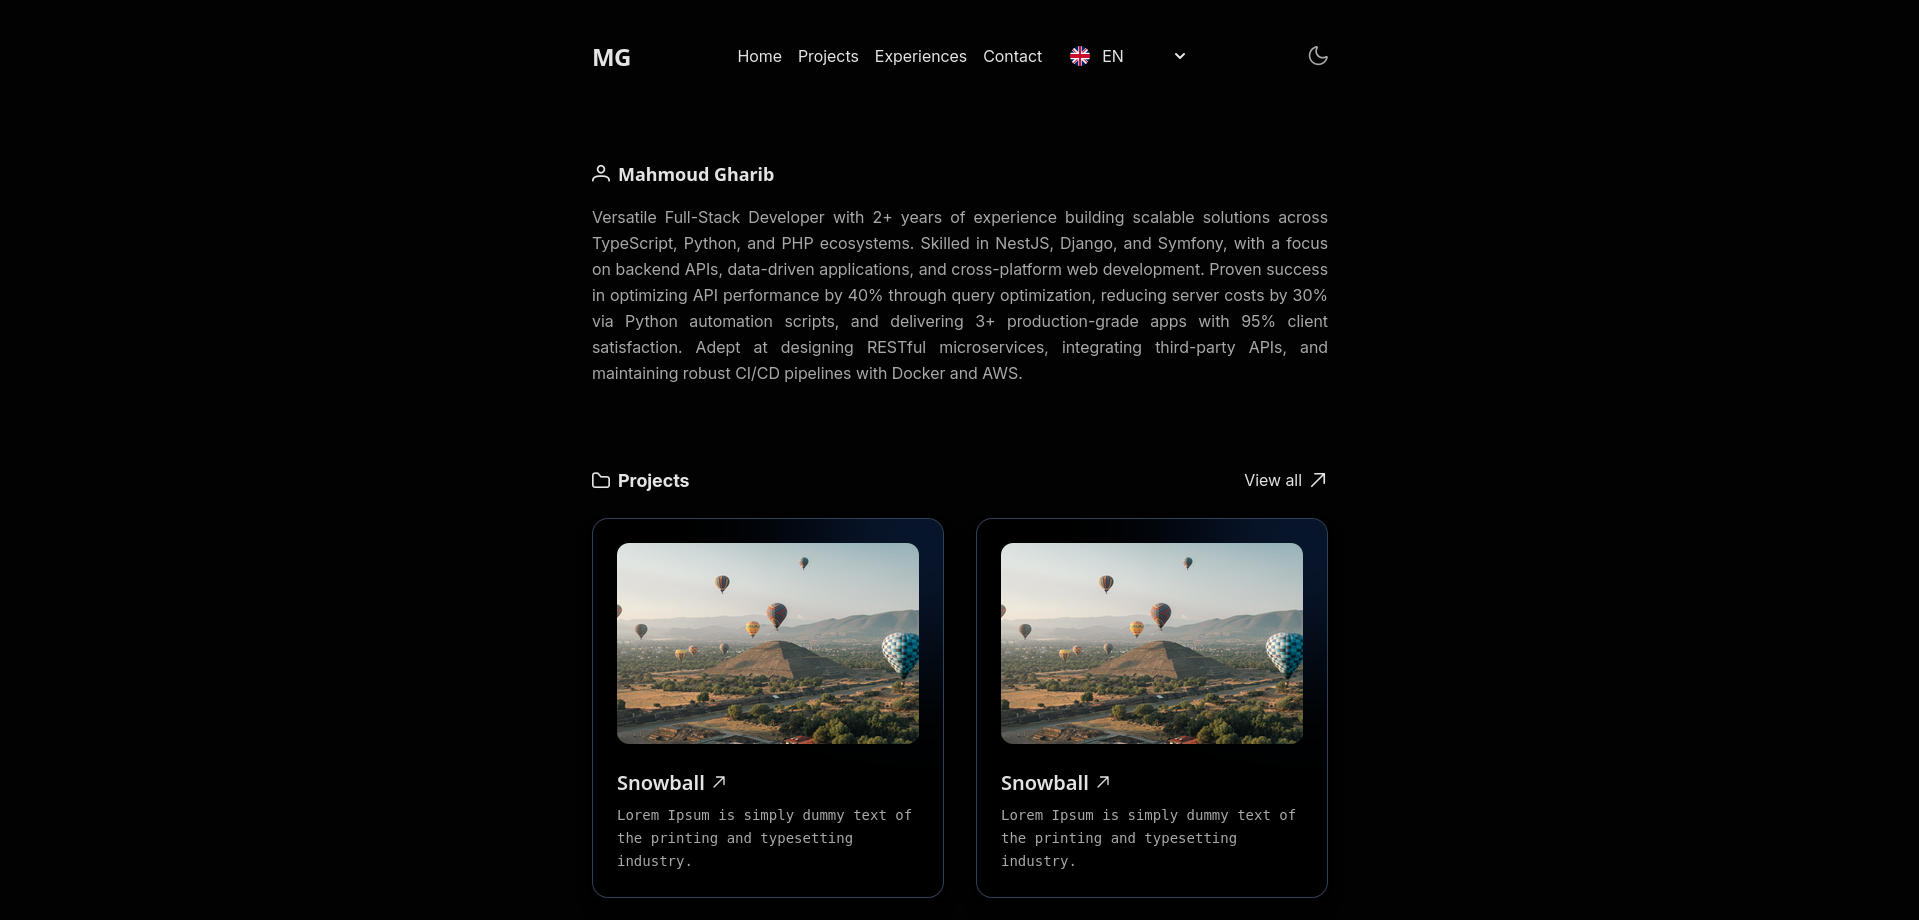 MG
Home Projects Experiences Contact EN
Mahmoud Gharib
Versatile Full-Stack Developer with 2+ years of experience building scalable solutions across
TypeScript, Python, and PHP ecosystems. Skilled in NestJS, Django, and Symfony, with a focus
on backend APIs, data-driven applications, and cross-platform web development. Proven success
in optimizing API performance by 40% through query optimization, reducing server costs by 30%
via Python automation scripts, and delivering 3+ production-grade apps with 95% client
satisfaction. Adept at designing RESTful microservices, integrating third-party APIs, and
maintaining robust CI/CD pipelines with Docker and AWS.
Projects
View all
Snowball
Lorem Ipsum is simply dummy text of
the printing and typesetting
industry.
Snowball
Lorem Ipsum is simply dummy text of
the printing and typesetting
industry.